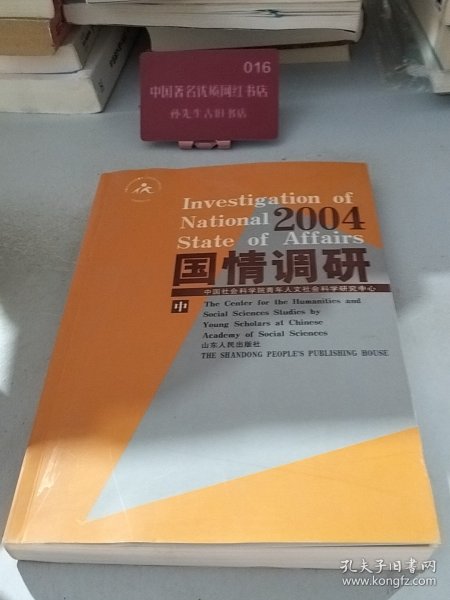 016
中国著名优质网红书店
孙先生古旧书店
Investigation of
National 2004
State of Affairs
国情调研
中国社会科学院青年人文社会科学研究中心
中
The Center for the Humanities and
Social Sciences Studies by
Young Scholars at Chinese
Academy of Social Sciences
山东人民出版社
THE SHANDONG PEOPLE'S PUBLISHING HOUSE
孔夫子旧书网
www.kongfz.com